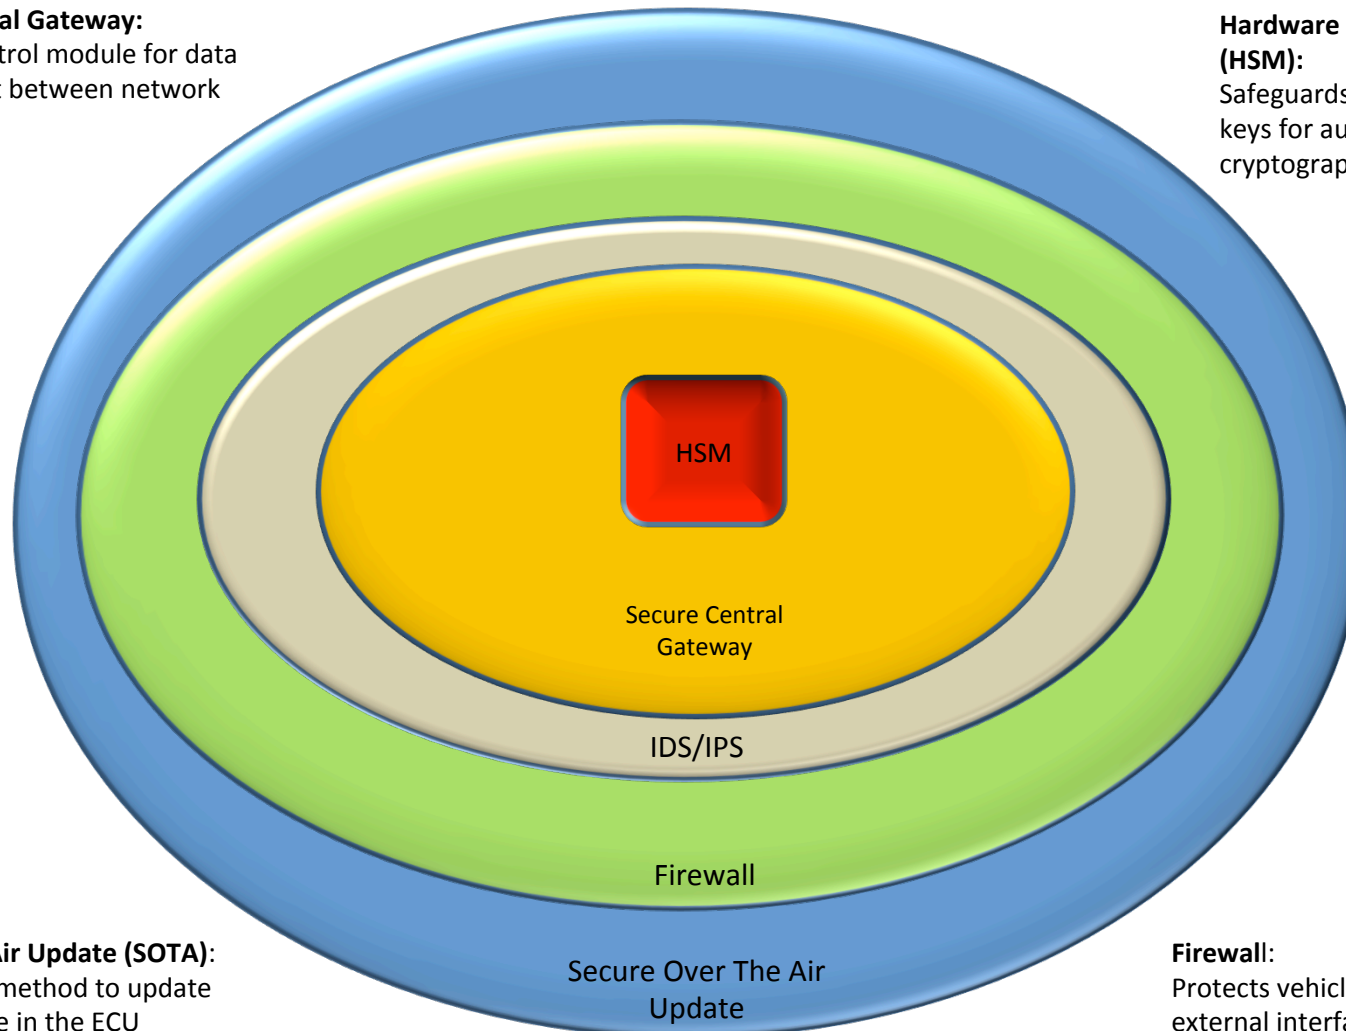 al Gateway:
trol module for data
t between network
Hardware
(HSM):
Safeguards
keys for au
cryptograp
HSM
Secure Central
Gateway
IDS/IPS
Firewall
Secure Over The Air
Update
Air Update (SOTA):
method to update
e in the ECU
Firewall:
Protects vehicl
external interfa